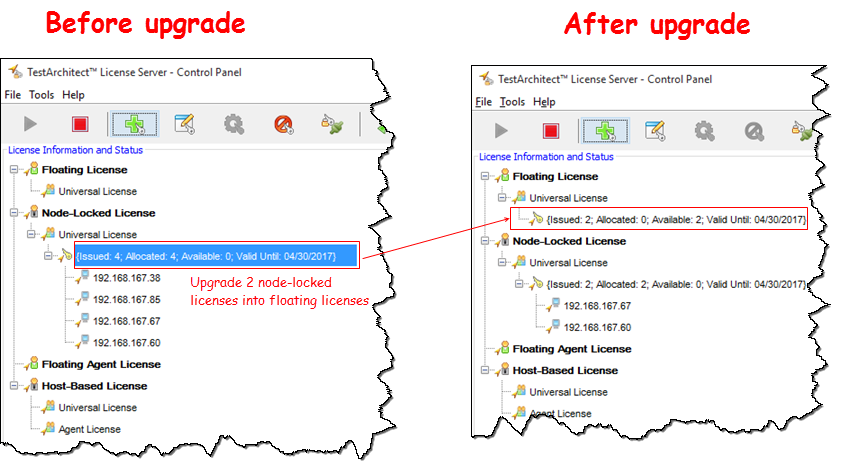 Before upgrade
TestArchitect™ License Server - Control Panel
File Tools Help
License Information and Status
Floating License
Universal License
Node-Locked License
Universal License
{Issued: 4; Allocated: 4; Available: 0; Valid Until: 04/30/2017}
192.168.167.38
192.168.167.85
192.168.167.67
192.168.167.60
Upgrade 2 node-locked
licenses into floating licenses
Floating Agent License
Host-Based License
Universal License
Agent License
After upgrade
TestArchitect™ License Server - Control Panel
File Tools Help
License Information and Status
Floating License
Universal License
{Issued: 2; Allocated: 0; Available: 2; Valid Until: 04/30/2017}
Node-Locked License
Universal License
{Issued: 2; Allocated: 2; Available: 0; Valid Until: 04/30/2017}
192.168.167.67
192.168.167.60
Floating Agent License
Host-Based License
Universal License
Agent License